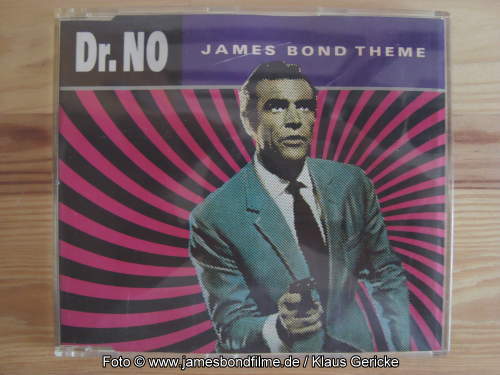 Dr. NO
JAMES BOND THEME
Foto © www.jamesbondfilme.de / Klaus Gericke